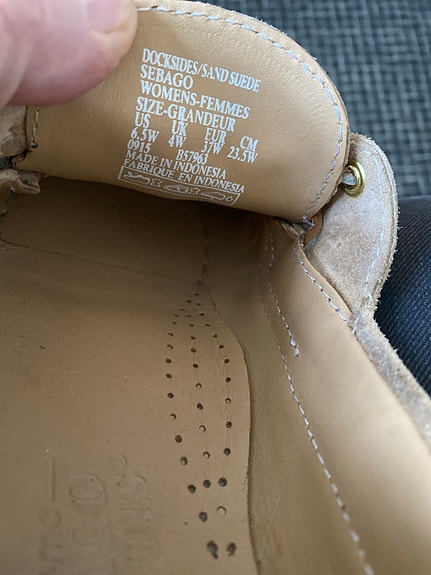 DOCKSIDES/SAND SUEDE
SEBAGO
WOMENS-FEMMES
SIZE-GRANDEUR
US UK EUR CM
6.5W 4W 37W 23.5W
0915 B57963
MADE IN INDONESIA
FABRIQUE EN INDONESIA